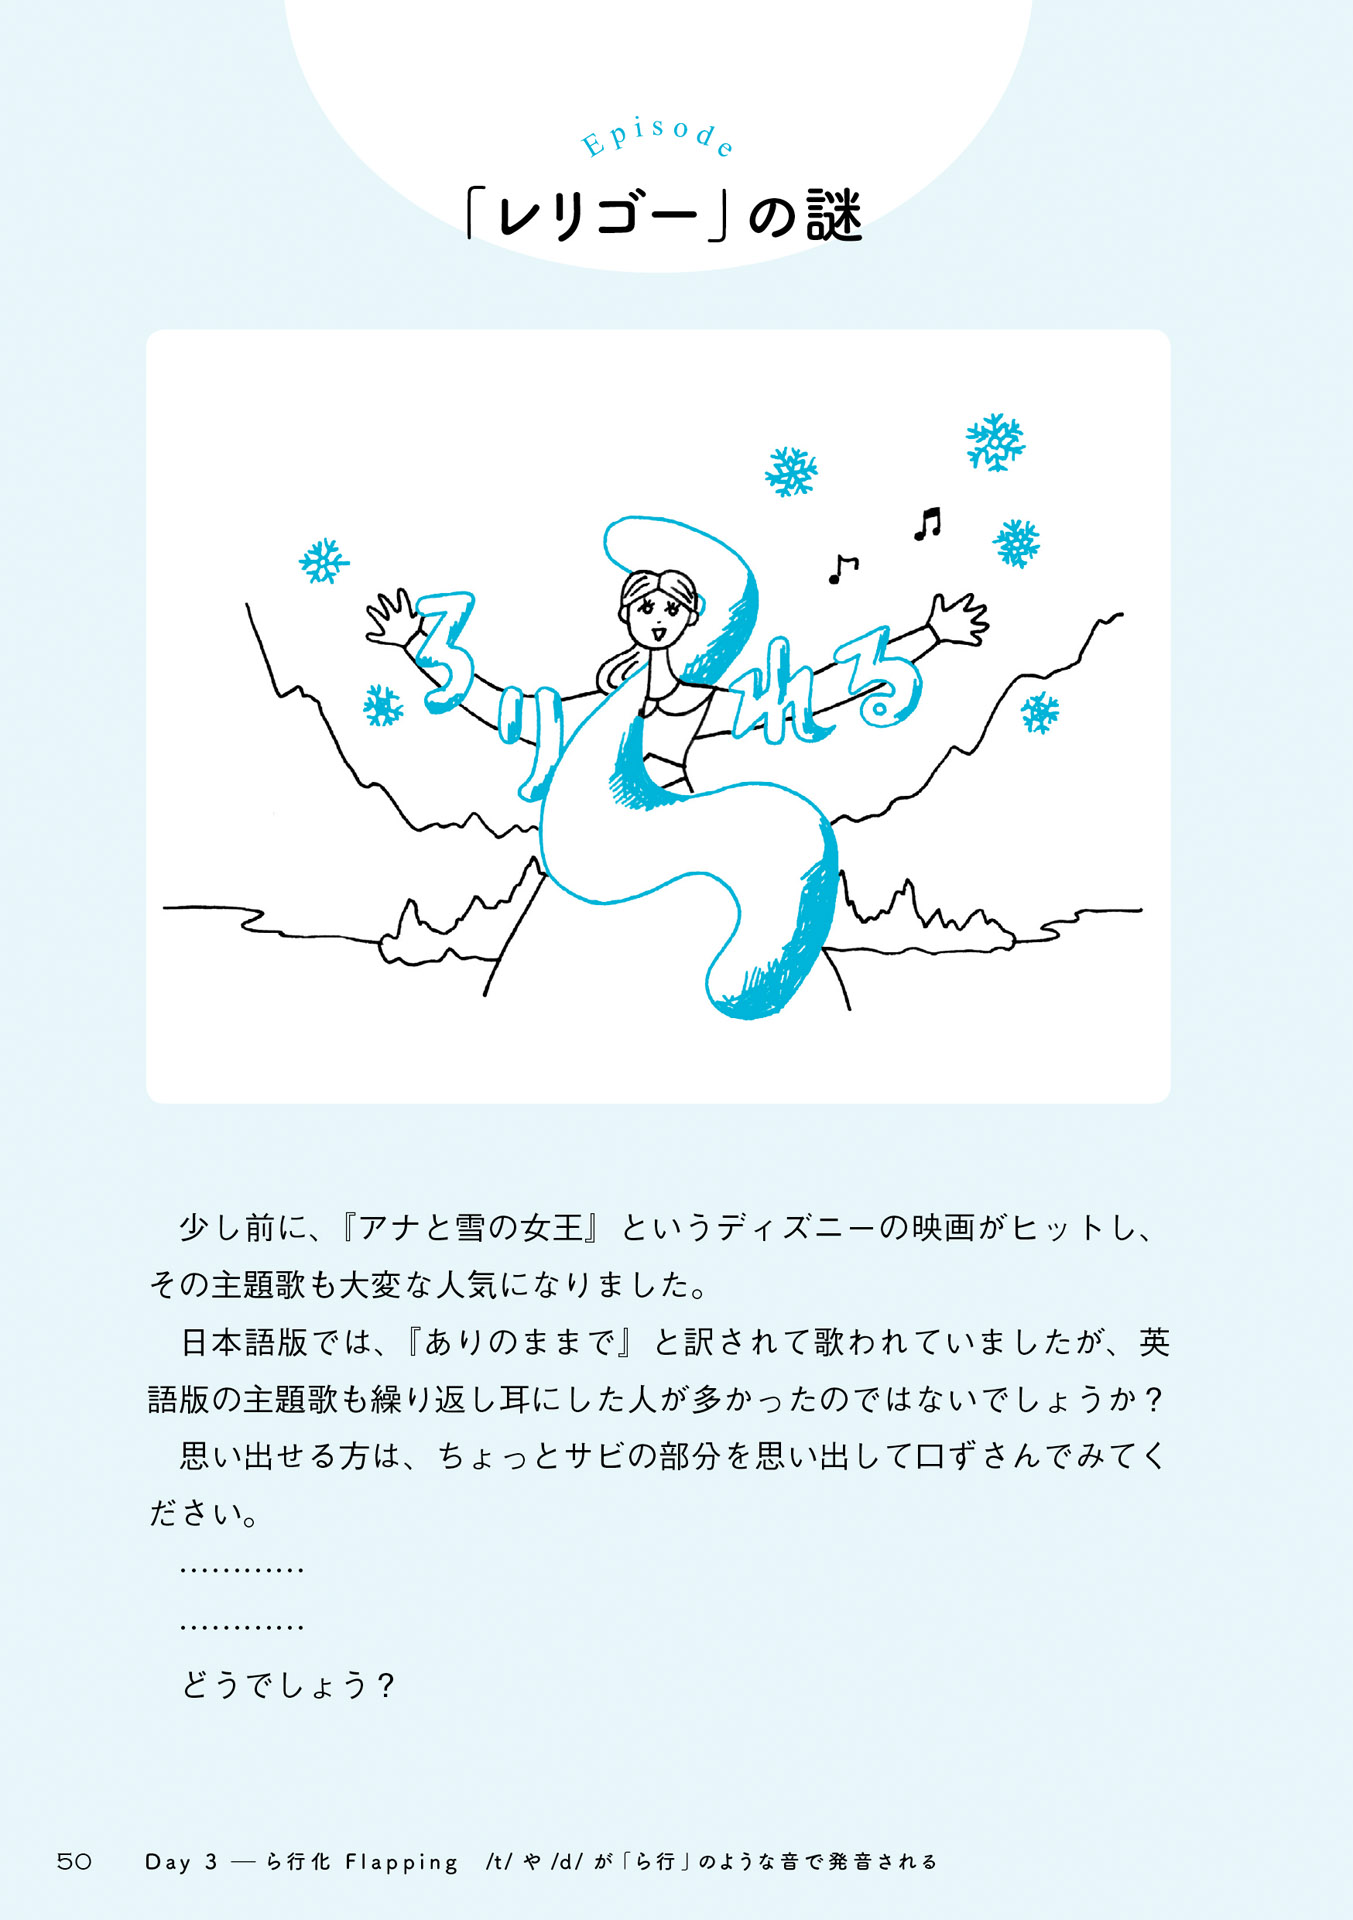 Episode
「レリゴー」の謎
ろ り ら れ る
少し前に、『アナと雪の女王』というディズニーの映画がヒットし、
その主題歌も大変な人気になりました。
日本語版では、『ありのままで』と訳されて歌われていましたが、英
語版の主題歌も繰り返し耳にした人が多かったのではないでしょうか？
思い出せる方は、ちょっとサビの部分を思い出して口ずさんでみてく
ださい。
…………
…………
どうでしょう？
50 Day 3 ― ら行化 Flapping /t/ や /d/ が「ら行」のような音で発音される